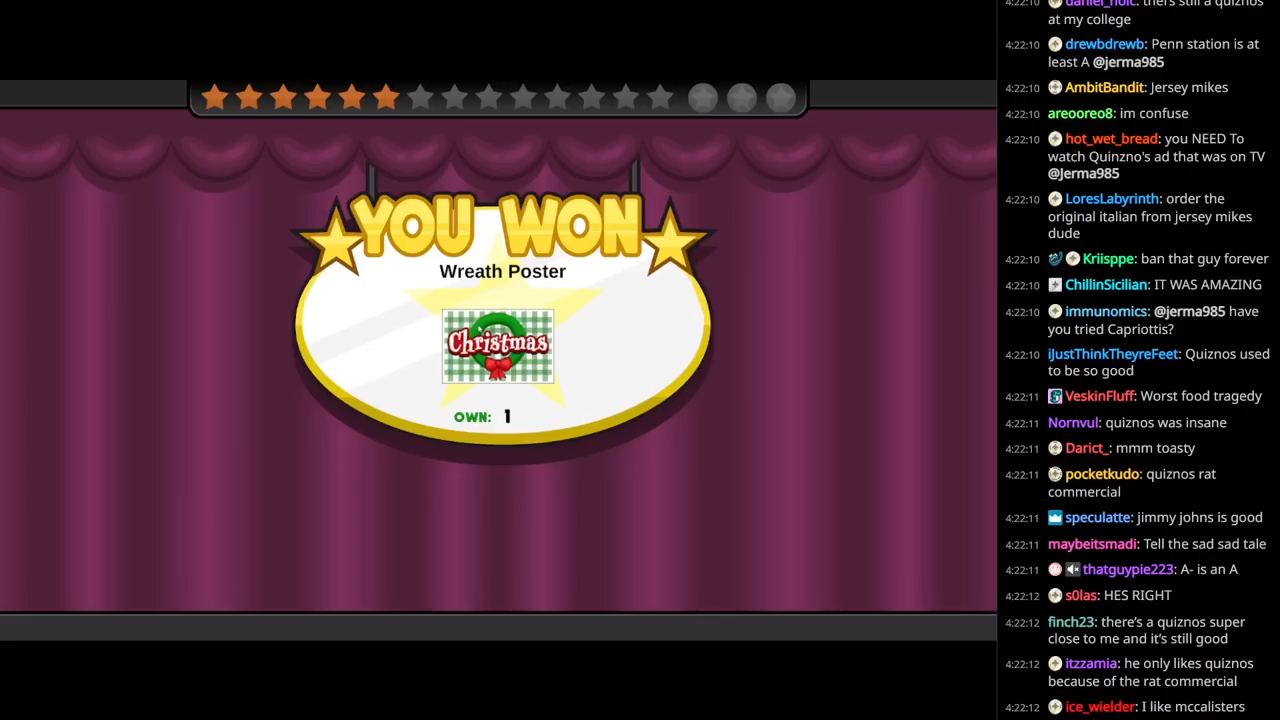 YOU WON
Wreath Poster
Christmas
OWN: 1
at my college
4:22:10 drewbdrewb: Penn station is at
least A @jerma985
4:22:10 AmbitBandit: Jersey mikes
4:22:10 areooreo8: im confuse
4:22:10 hot_wet_bread: you NEED To
watch Quinzno's ad that was on TV
@Jerma985
4:22:10 LoresLabyrinth: order the
original italian from jersey mikes
dude
4:22:10 Kriisppe: ban that guy forever
4:22:10 ChillinSicilian: IT WAS AMAZING
4:22:10 immunomics: @jerma985 have
you tried Capriottis?
4:22:10 iJustThinkTheyreFeet: Quiznos used
to be so good
4:22:11 VeskinFluff: Worst food tragedy
4:22:11 Nornvul: quiznos was insane
4:22:11 Darict_: mmm toasty
4:22:11 pocketkudo: quiznos rat
commercial
4:22:11 speculatte: jimmy johns is good
4:22:11 maybeitsmadi: Tell the sad sad tale
4:22:11 thatguypie223: A- is an A
4:22:12 s0las: HES RIGHT
4:22:12 finch23: there's a quiznos super
close to me and it's still good
4:22:12 itzzamia: he only likes quiznos
because of the rat commercial
4:22:12 ice_wielder: I like mccalisters